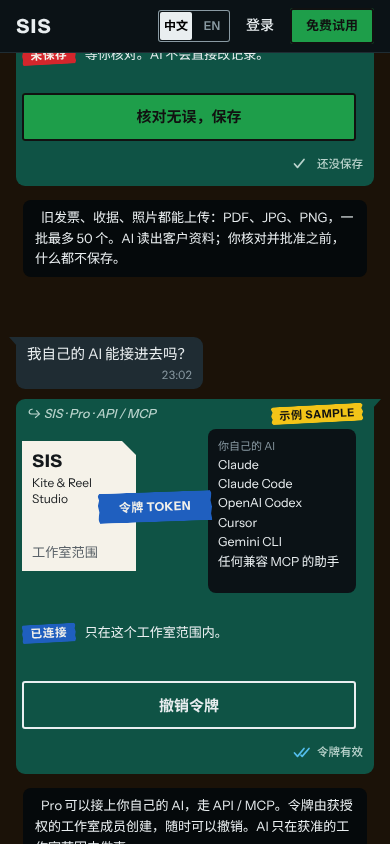 SIS
中文 EN
登录
免费试用
未保存 等你核对。AI 不会直接改记录。
核对无误，保存
还没保存
旧发票、收据、照片都能上传：PDF、JPG、PNG，一
批最多 50 个。AI 读出客户资料；你核对并批准之前，
什么都不保存。
我自己的 AI 能接进去吗？
23:02
SIS·Pro·API / MCP
示例 SAMPLE
SIS
Kite & Reel
Studio
工作室范围
令牌 TOKEN
你自己的 AI
Claude
Claude Code
OpenAI Codex
Cursor
Gemini CLI
任何兼容 MCP 的助手
已连接 只在这个工作室范围内。
撤销令牌
令牌有效
Pro 可以接上你自己的 AI，走 API / MCP。令牌由获授
权的工作室成员创建，随时可以撤销。AI 只在获准的工